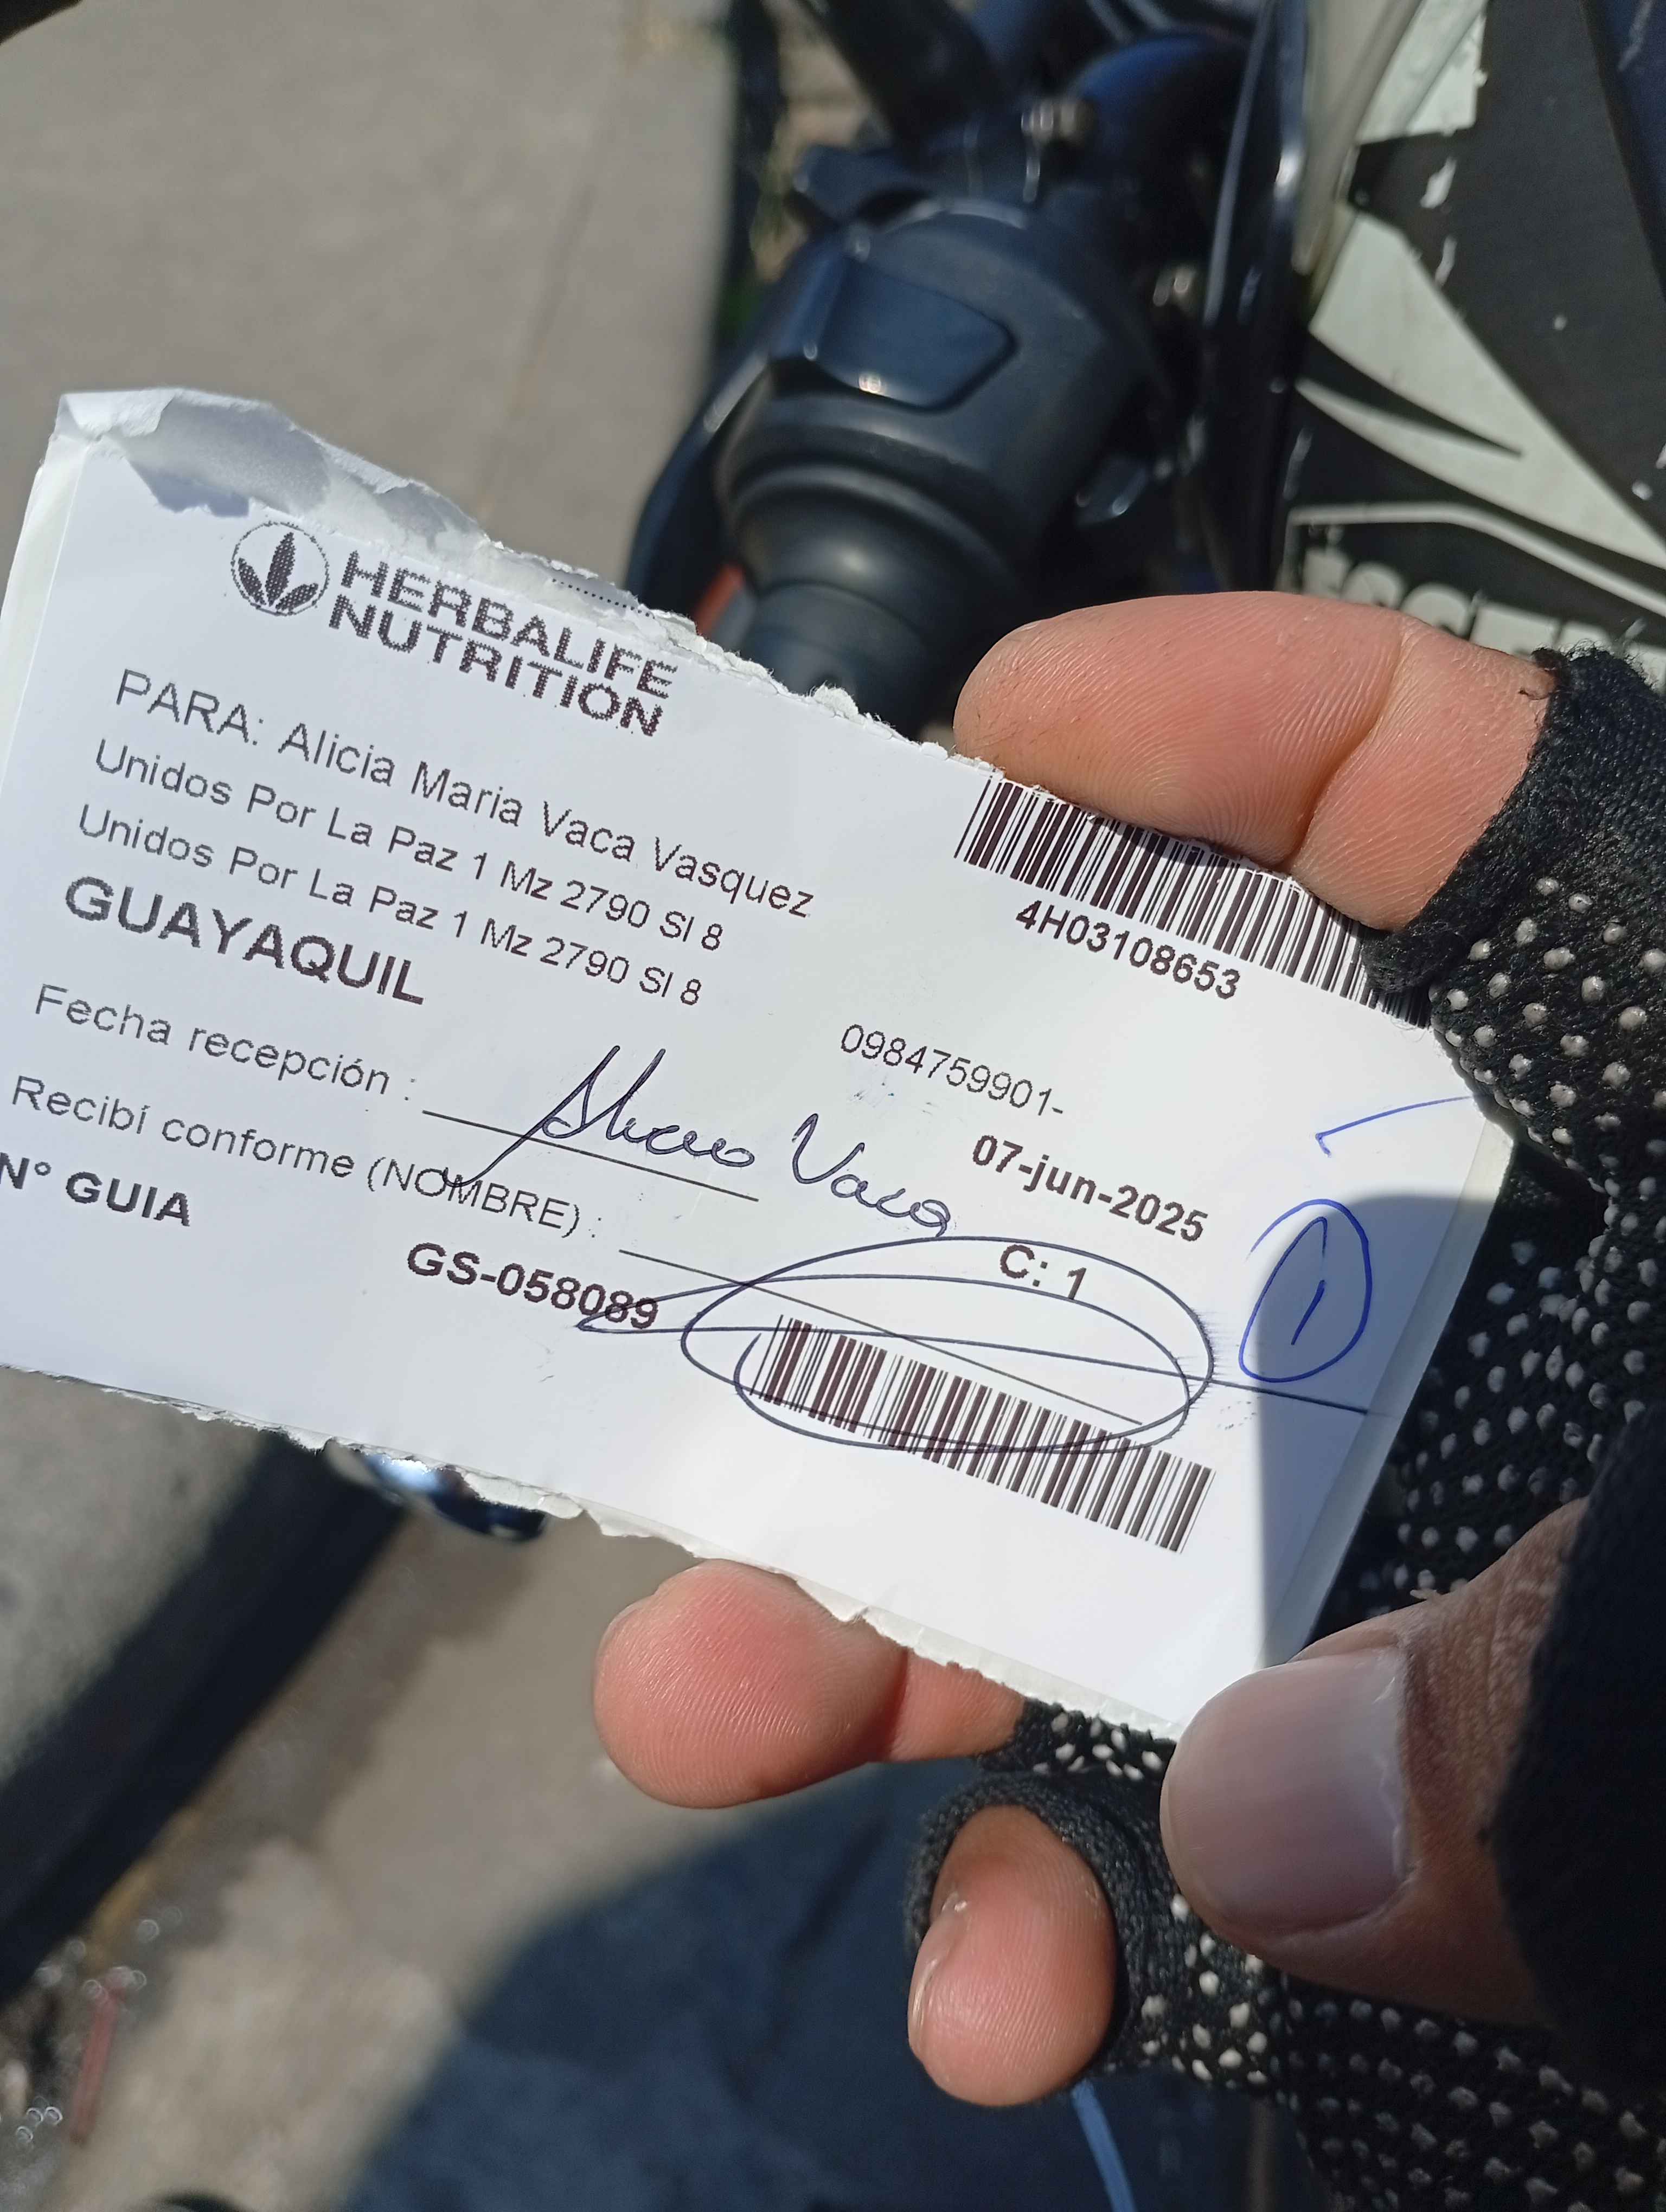 HERBALIFE
NUTRITION
PARA: Alicia Maria Vaca Vasquez
Unidos Por La Paz 1 Mz 2790 Sl 8
Unidos Por La Paz 1 Mz 2790 Sl 8
GUAYAQUIL
4H03108653
0984759901-
Fecha recepción :
07-jun-2025
Vaca
Recibí conforme (NOMBRE) :
C: 1
1
N° GUIA
GS-058089